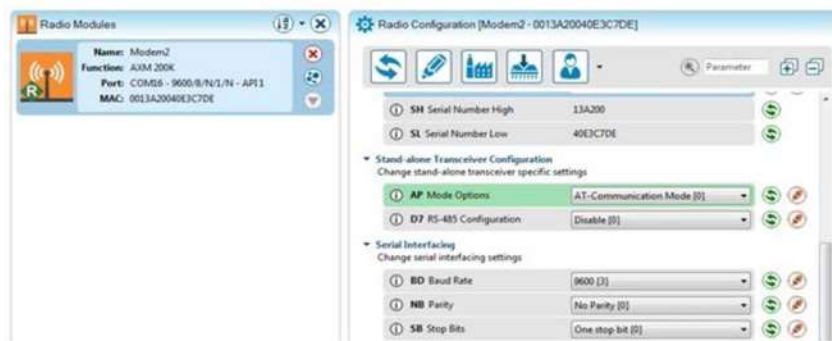 Radio Modules
Name: Modem2
Function: AXM 200K
Port: COM16 - 9600/8/N/1/N - API 1
MAC: 0013A20040E3C7DE
R
Radio Configuration [Modem2 - 0013A20040E3C7DE]
Parameter
SH Serial Number High 13A200
SL Serial Number Low 40E3C7DE
Stand-alone Transceiver Configuration
Change stand-alone transceiver specific settings
AP Mode Options AT-Communication Mode [0]
D7 RS-485 Configuration Disable [0]
Serial Interfacing
Change serial interfacing settings
BD Baud Rate 9600 [3]
NB Parity No Parity [0]
SB Stop Bits One stop bit [0]